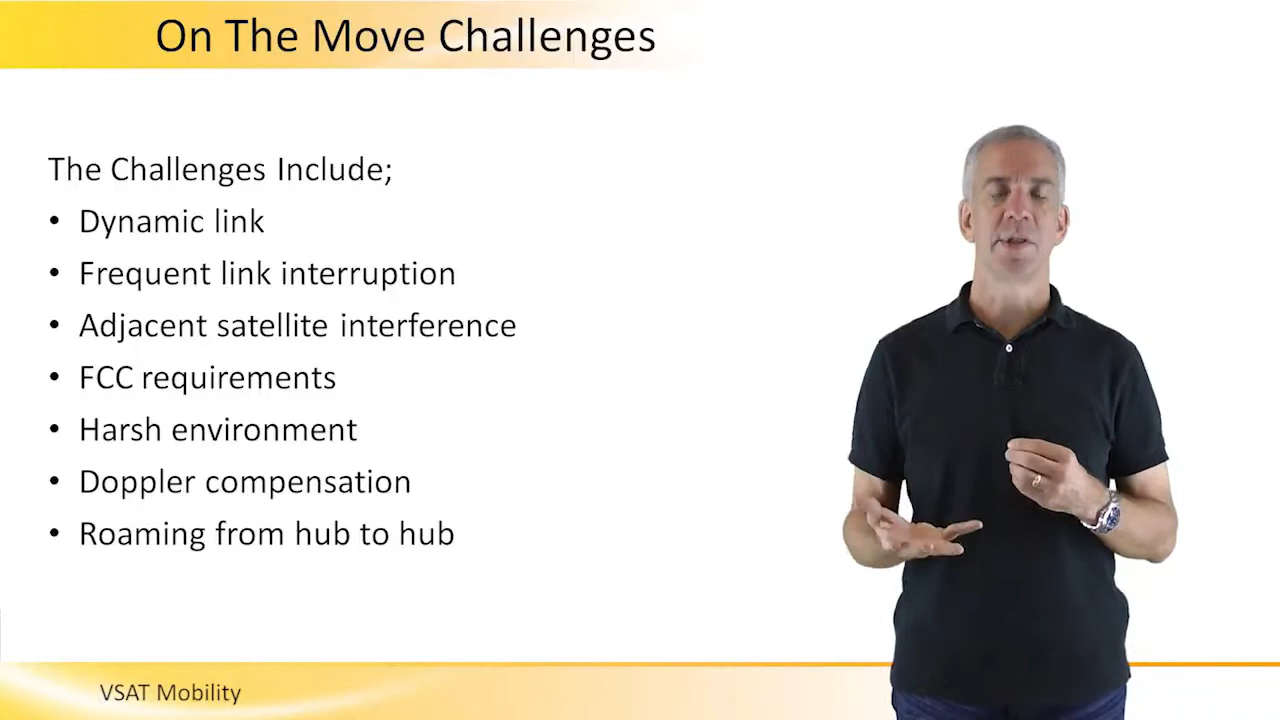 On The Move Challenges
The Challenges Include;
• Dynamic link
• Frequent link interruption
• Adjacent satellite interference
• FCC requirements
• Harsh environment
• Doppler compensation
• Roaming from hub to hub
VSAT Mobility